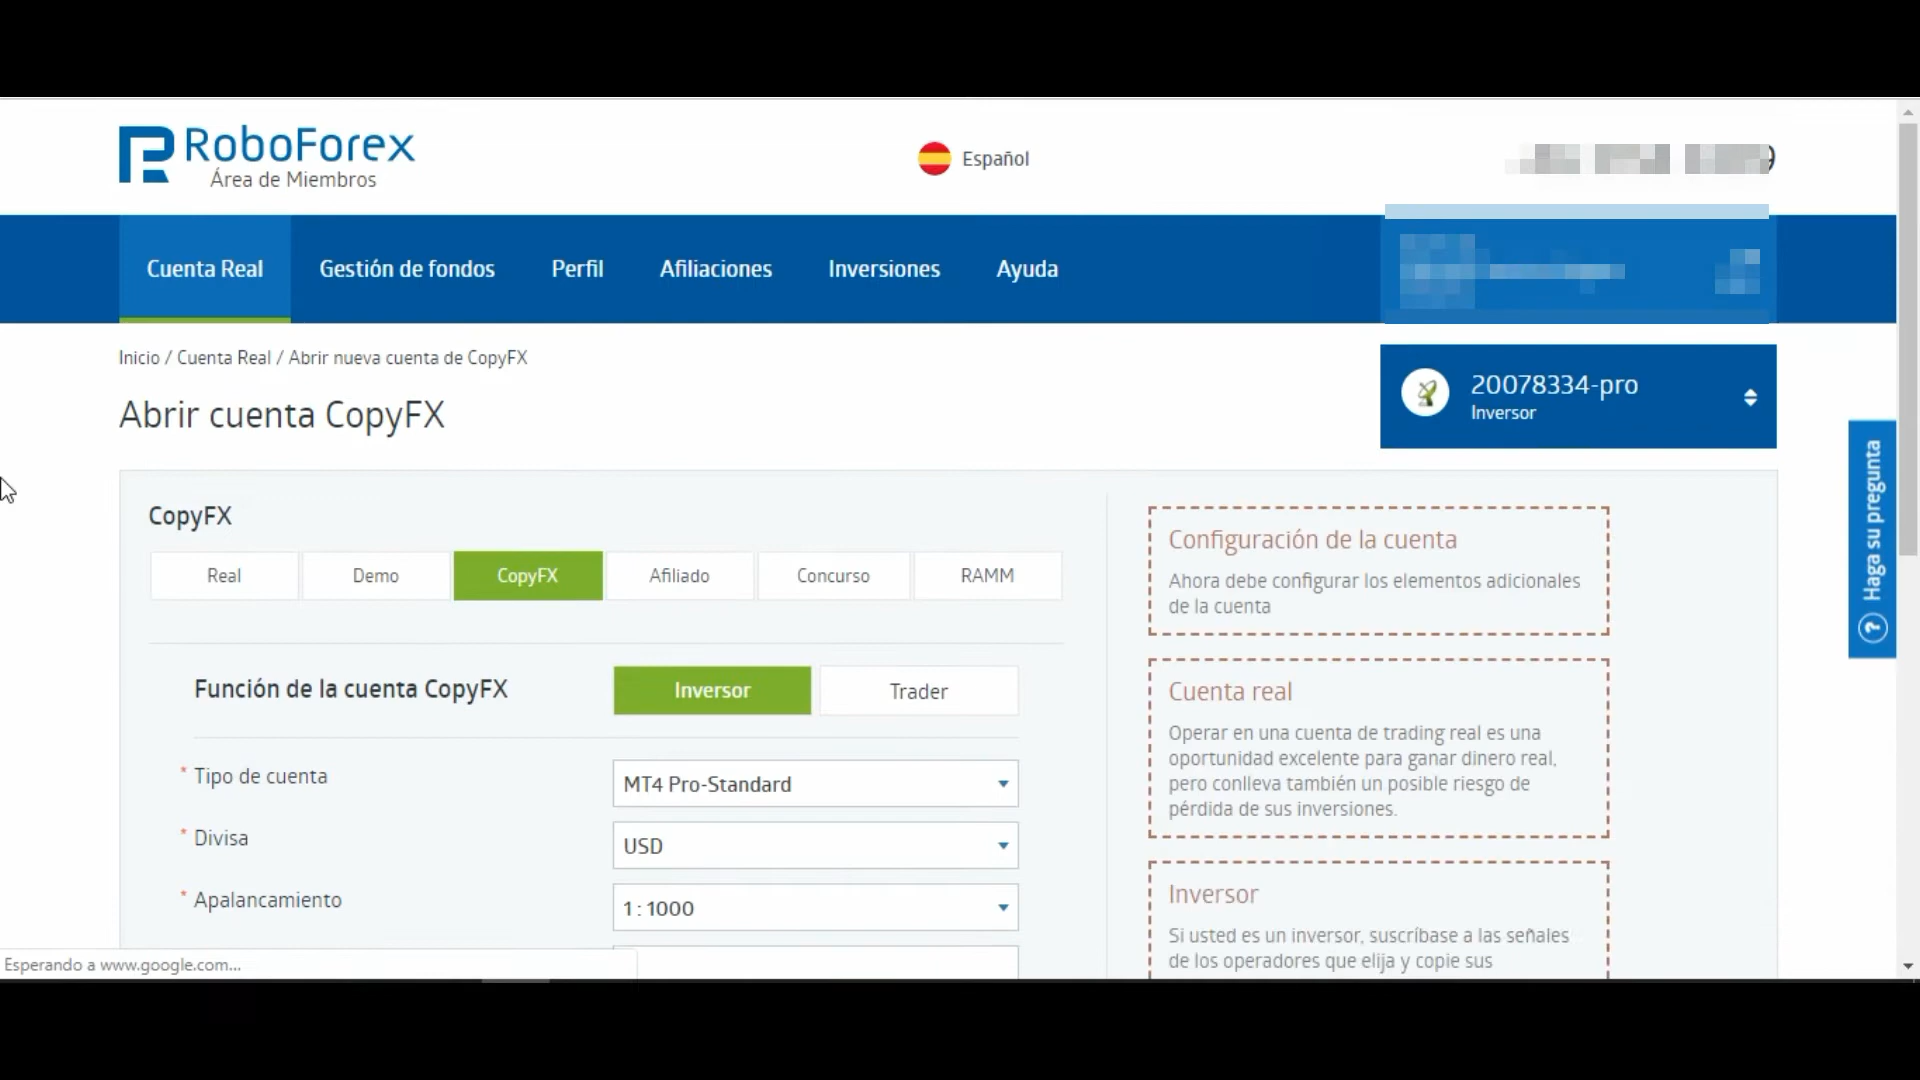 RoboForex
Área de Miembros
Español
Cuenta Real
Gestión de fondos
Perfil
Afiliaciones
Inversiones
Ayuda
Inicio / Cuenta Real / Abrir nueva cuenta de CopyFX
Abrir cuenta CopyFX
20078334-pro
Inversor
Haga su pregunta
?
CopyFX
Real
Demo
CopyFX
Afiliado
Concurso
RAMM
Función de la cuenta CopyFX
Inversor
Trader
* Tipo de cuenta
MT4 Pro-Standard
* Divisa
USD
* Apalancamiento
1 : 1000
Configuración de la cuenta
Ahora debe configurar los elementos adicionales
de la cuenta
Cuenta real
Operar en una cuenta de trading real es una
oportunidad excelente para ganar dinero real,
pero conlleva también un posible riesgo de
pérdida de sus inversiones.
Inversor
Si usted es un inversor, suscríbase a las señales
de los operadores que elija y copie sus
Esperando a www.google.com...